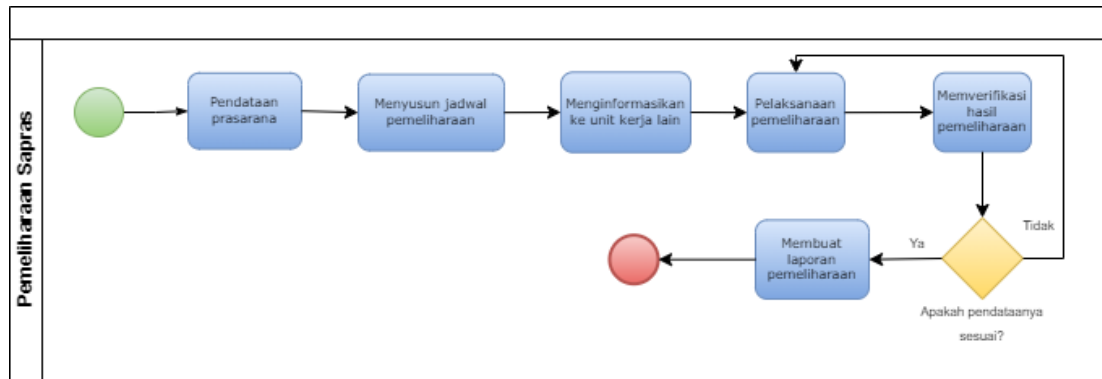 Pemeliharaan Sapras
Pendataan
prasarana
Menyusun jadwal
pemeliharaan
Menginformasikan
ke unit kerja lain
Pelaksanaan
pemeliharaan
Memverifikasi
hasil
pemeliharaan
Tidak
Ya
Membuat
laporan
pemeliharaan
Apakah pendataanya
sesuai?